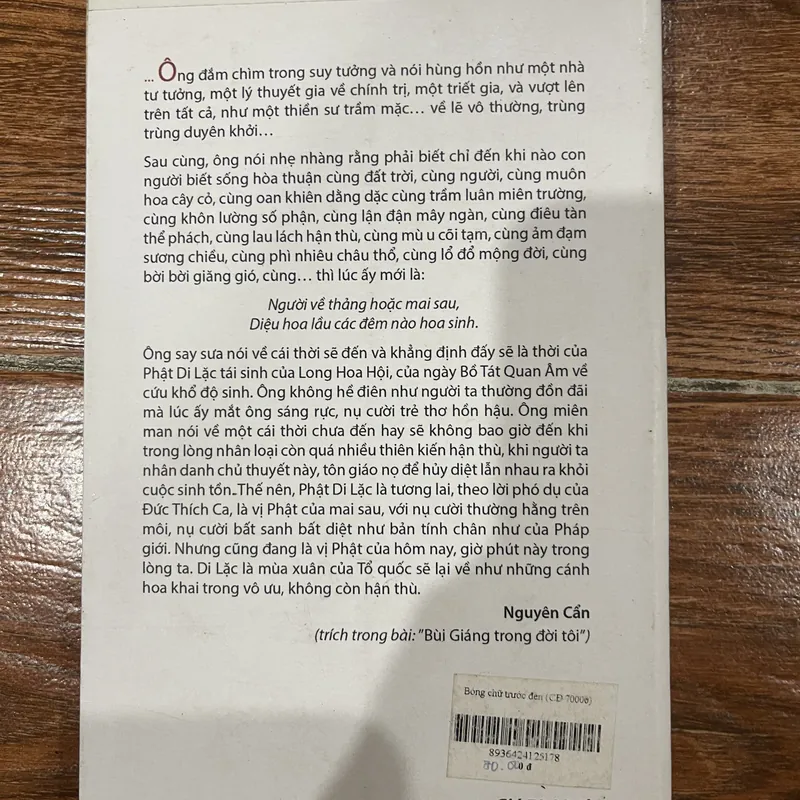 ... Ông đắm chìm trong suy tưởng và nói hùng hồn như một nhà
tư tưởng, một lý thuyết gia về chính trị, một triết gia, và vượt lên
trên tất cả, như một thiền sư trầm mặc... về lẽ vô thường, trùng
trùng duyên khởi...
Sau cùng, ông nói nhẹ nhàng rằng phải biết chỉ đến khi nào con
người biết sống hòa thuận cùng đất trời, cùng người, cùng muôn
hoa cây cỏ, cùng oan khiên dằng dặc cùng trầm luân miên trường,
cùng khôn lường số phận, cùng lận đận mây ngàn, cùng điêu tàn
thể phách, cùng lau lách hận thù, cùng mù u cõi tạm, cùng ảm đạm
sương chiều, cùng phì nhiêu châu thổ, cùng lổ đổ mộng đời, cùng
bời bời giăng gió, cùng... thì lúc ấy mới là:
Người về thảng hoặc mai sau,
Diệu hoa lầu các đêm nào hoa sinh.
Ông say sưa nói về cái thời sẽ đến và khẳng định đấy sẽ là thời của
Phật Di Lặc tái sinh của Long Hoa Hội, của ngày Bồ Tát Quan Âm về
cứu khổ độ sinh. Ông không hề điên như người ta thường đồn đãi
mà lúc ấy mắt ông sáng rực, nụ cười trẻ thơ hồn hậu. Ông miên
man nói về một cái thời chưa đến hay sẽ không bao giờ đến khi
trong lòng nhân loại còn quá nhiều thiên kiến hận thù, khi người ta
nhân danh chủ thuyết này, tôn giáo nọ để hủy diệt lẫn nhau ra khỏi
cuộc sinh tồn. Thế nên, Phật Di Lặc là tương lai, theo lời phó dụ của
Đức Thích Ca, là vị Phật của mai sau, với nụ cười thường hằng trên
môi, nụ cười bất sanh bất diệt như bản tính chân như của Pháp
giới. Nhưng cũng đang là vị Phật của hôm nay, giờ phút này trong
lòng ta. Di Lặc là mùa xuân của Tổ quốc sẽ lại về như những cánh
hoa khai trong vô ưu, không còn hận thù.
Nguyên Cẩn
(trích trong bài: "Bùi Giáng trong đời tôi")
Bóng chữ trước đèn (CĐ 70000đ)
8936424125178